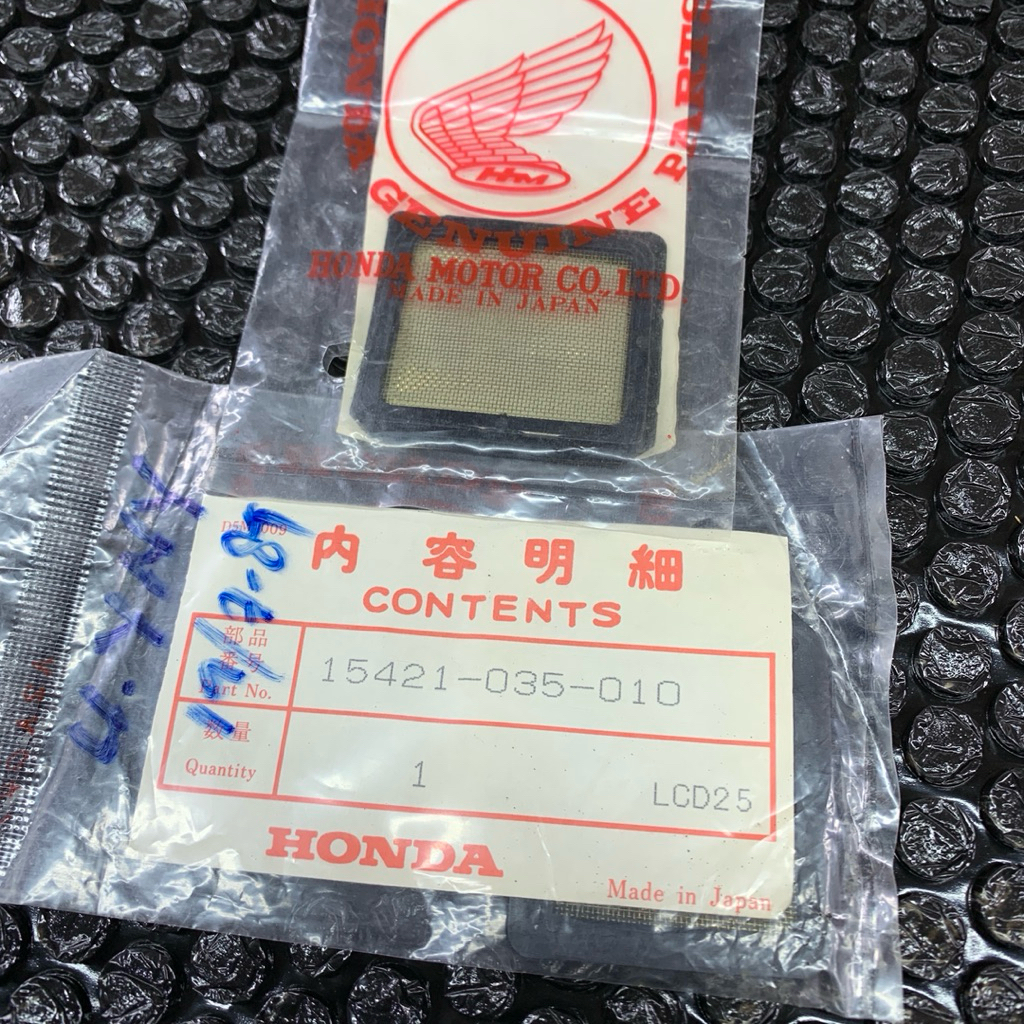 HONDA
HM
GENUINE PARTS
HONDA MOTOR CO., LTD.
MADE IN JAPAN
内容明細
CONTENTS
部品
番号
Part No.
15421-035-010
数量
Quantity
1
LCD25
HONDA
Made in Japan